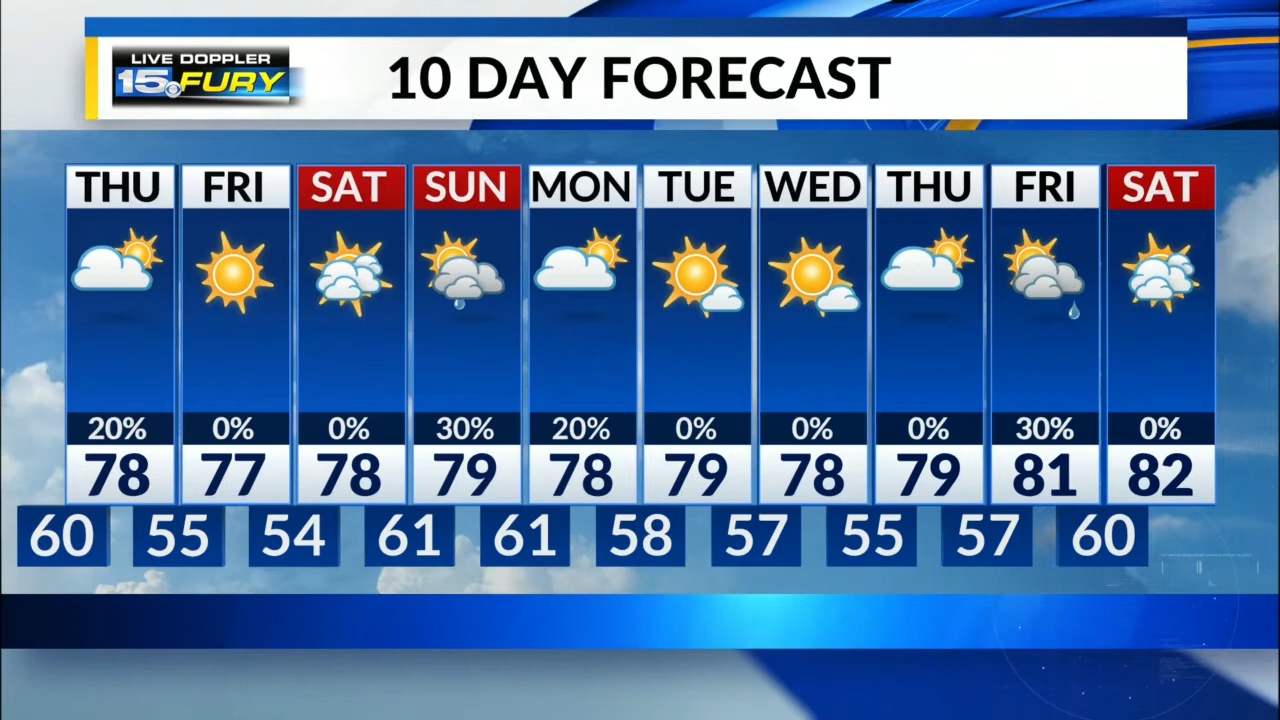 LIVE DOPPLER
15 FURY
10 DAY FORECAST
THU FRI SAT SUN MON TUE WED THU FRI SAT
20% 0% 0% 30% 20% 0% 0% 0% 30% 0%
78 77 78 79 78 79 78 79 81 82
60 55 54 61 61 58 57 55 57 60